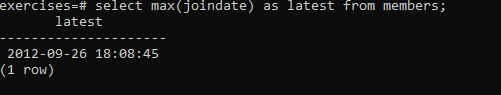 exercises=# select max(joindate) as latest from members;
       latest
---------------------
 2012-09-26 18:08:45
(1 row)